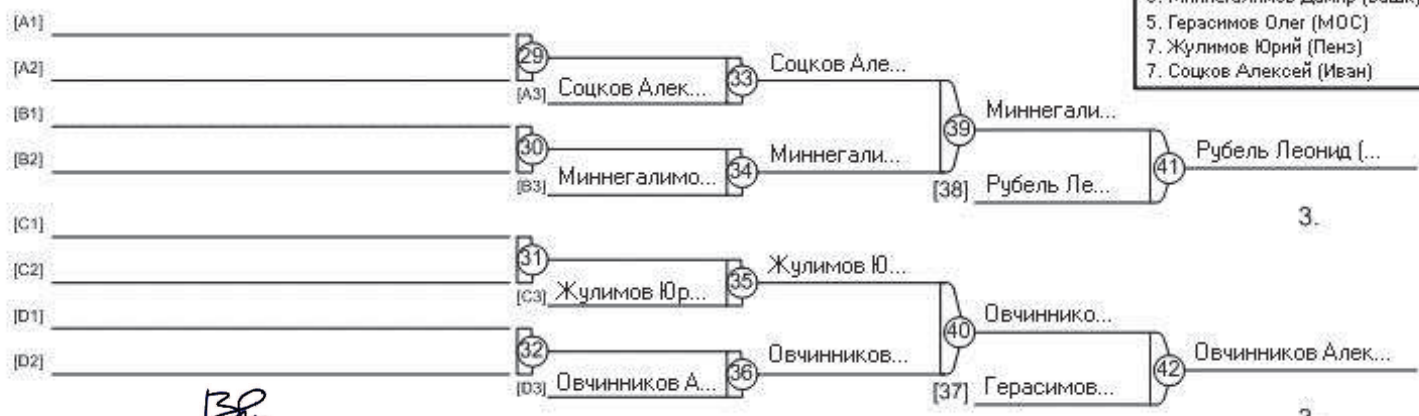 5. Герасимов Олег (МОС)
7. Жулимов Юрий (Пенз)
7. Соцков Алексей (Иван)
[A1]
[A2]
29
[A3] Соцков Алек...
33
Соцков Але...
[B1]
[B2]
30
[B3] Миннегалимо...
34
Миннегали...
39
Миннегали...
[38] Рубель Ле...
41
Рубель Леонид (...
3.
[C1]
[C2]
31
[C3] Жулимов Юр...
35
Жулимов Ю...
[D1]
[D2]
32
[D3] Овчинников А...
36
Овчинников...
40
Овчиннико...
[37] Герасимов...
42
Овчинников Алек...